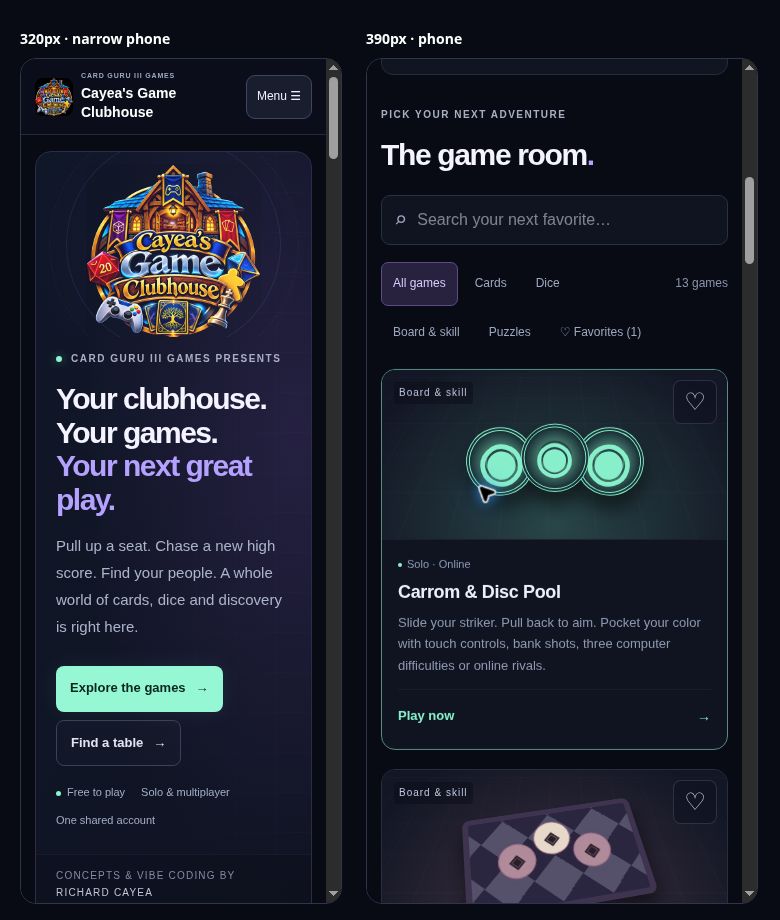 320px · narrow phone
CARD GURU III GAMES
Cayea's Game
Clubhouse
Menu ☰
Cayea's
Game
Clubhouse
20
CARD GURU III GAMES PRESENTS
Your clubhouse.
Your games.
Your next great
play.
Pull up a seat. Chase a new high
score. Find your people. A whole
world of cards, dice and discovery
is right here.
Explore the games →
Find a table →
Free to play
Solo & multiplayer
One shared account
CONCEPTS & VIBE CODING BY
RICHARD CAYEA
390px · phone
PICK YOUR NEXT ADVENTURE
The game room.
Search your next favorite…
All games
Cards
Dice
13 games
Board & skill
Puzzles
♡ Favorites (1)
Board & skill
Solo · Online
Carrom & Disc Pool
Slide your striker. Pull back to aim. Pocket your color
with touch controls, bank shots, three computer
difficulties or online rivals.
Play now →
Board & skill